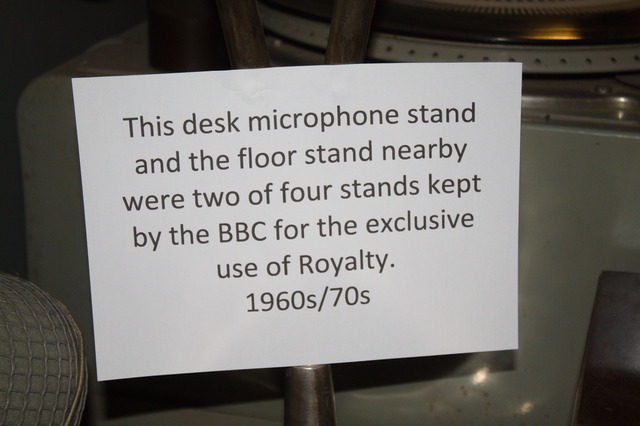 This desk microphone stand
and the floor stand nearby
were two of four stands kept
by the BBC for the exclusive
use of Royalty.
1960s/70s